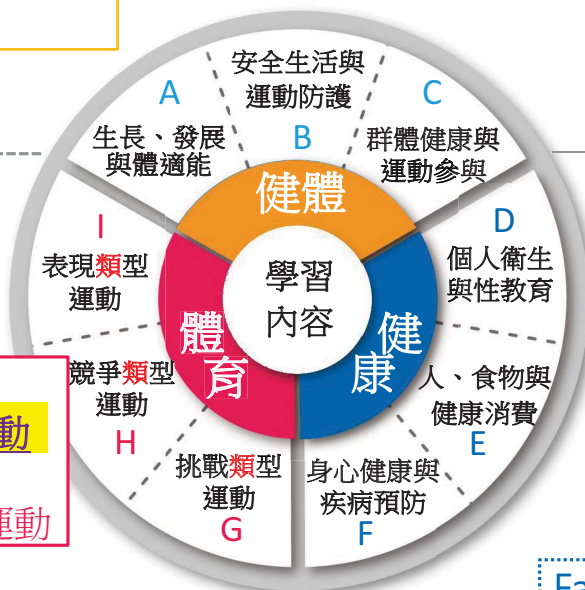 A
生長、發展
與體適能
安全生活與
運動防護
B
C
群體健康與
運動參與
D
個人衛生
與性教育
人、食物與
健康消費
E
身心健康與
疾病預防
F
挑戰類型
運動
G
競爭類型
運動
H
I
表現類型
運動
健體
健康
體育
學習
內容
動
運動
Fa